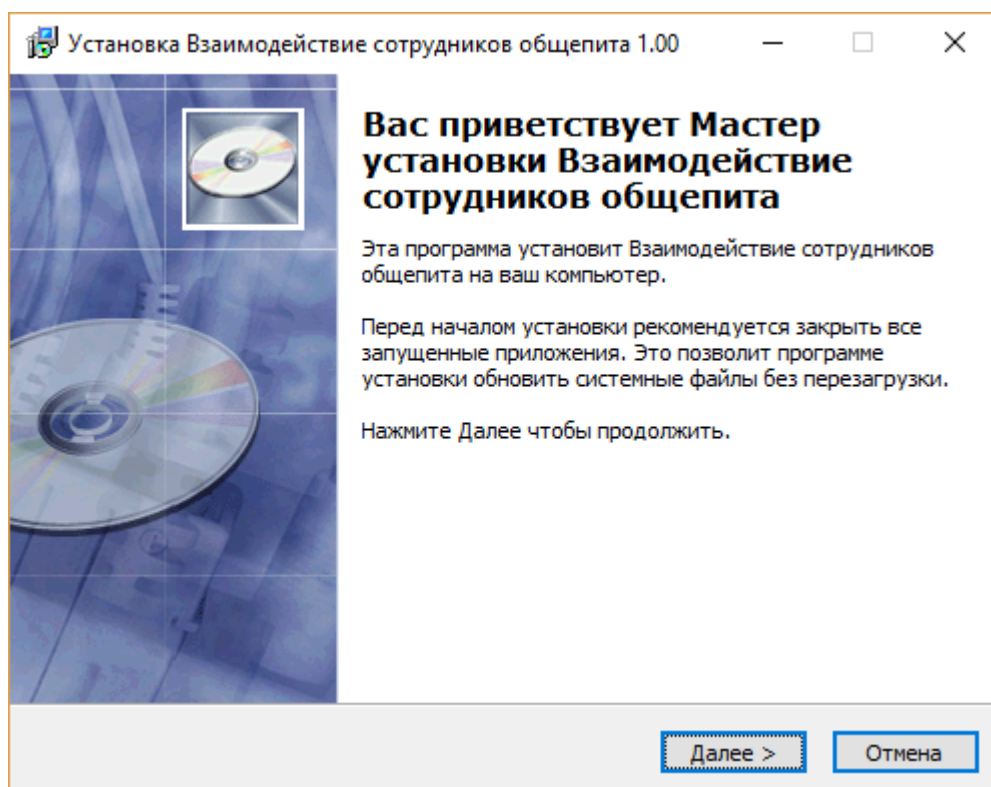 Установка Взаимодействие сотрудников общепита 1.00
Вас приветствует Мастер
установки Взаимодействие
сотрудников общепита
Эта программа установит Взаимодействие сотрудников
общепита на ваш компьютер.
Перед началом установки рекомендуется закрыть все
запущенные приложения. Это позволит программе
установки обновить системные файлы без перезагрузки.
Нажмите Далее чтобы продолжить.
Далее >
Отмена